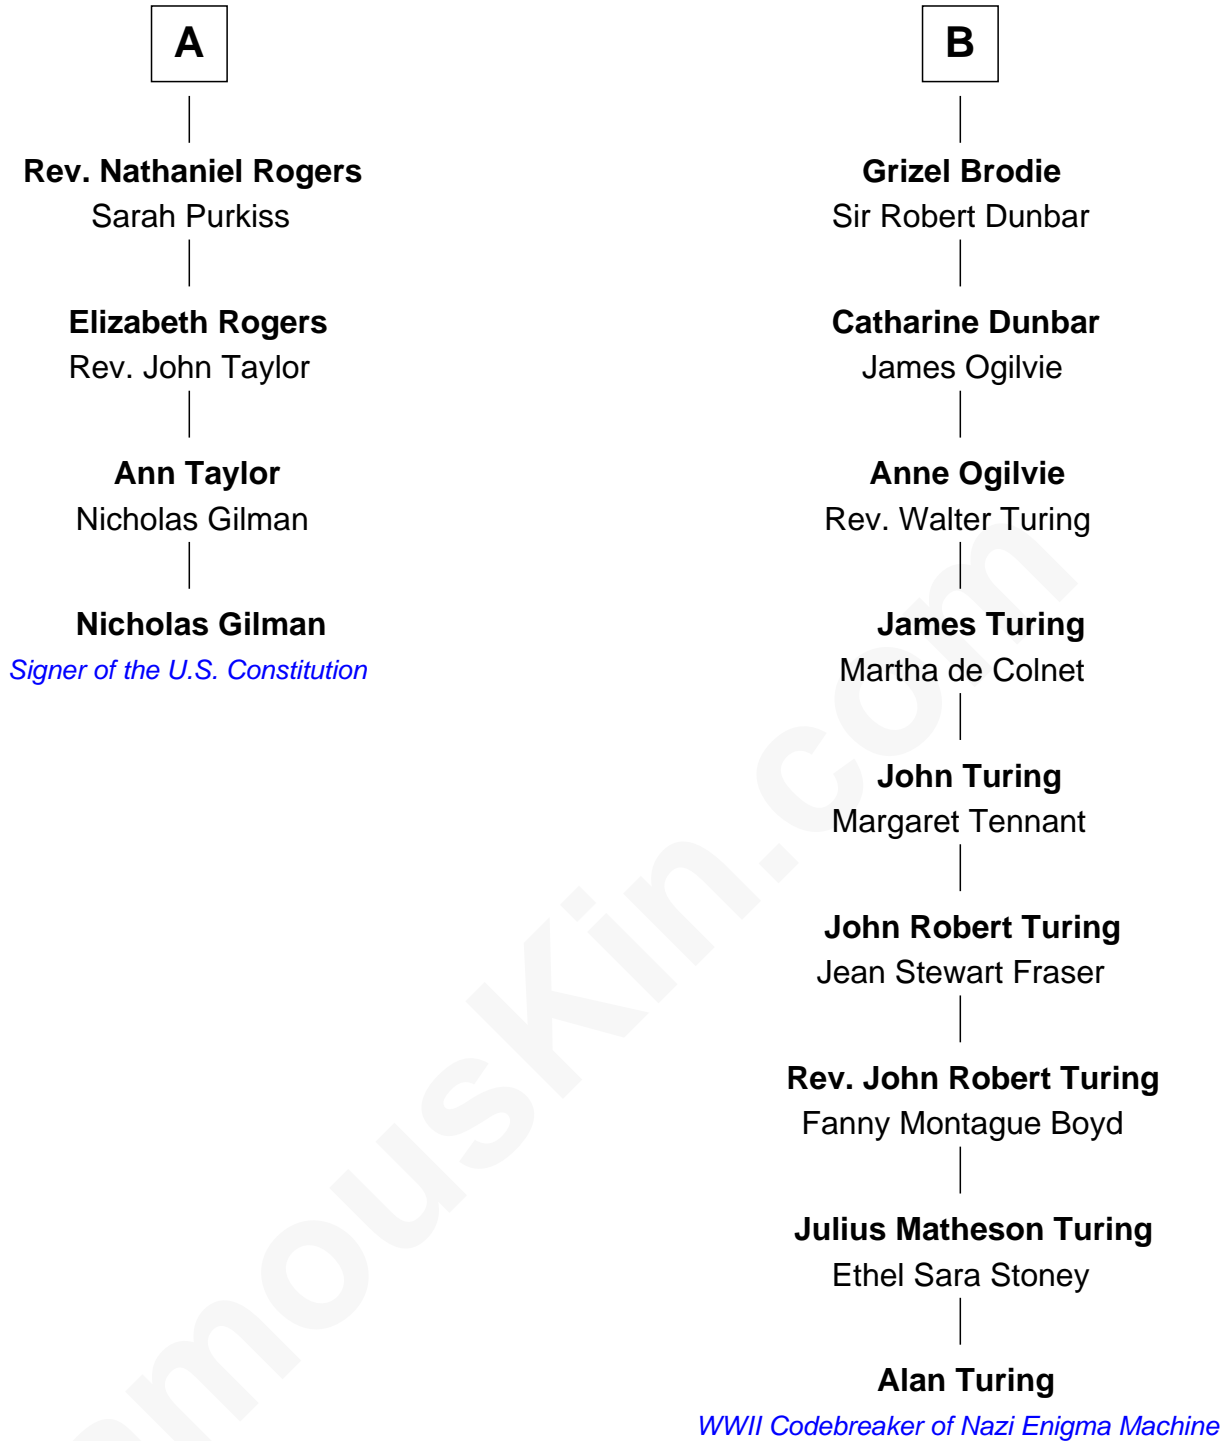 A
Rev. Nathaniel Rogers
Sarah Purkiss
Elizabeth Rogers
Rev. John Taylor
Ann Taylor
Nicholas Gilman
Nicholas Gilman
Signer of the U.S. Constitution
B
Grizel Brodie
Sir Robert Dunbar
Catharine Dunbar
James Ogilvie
Anne Ogilvie
Rev. Walter Turing
James Turing
Martha de Colnet
John Turing
Margaret Tennant
John Robert Turing
Jean Stewart Fraser
Rev. John Robert Turing
Fanny Montague Boyd
Julius Matheson Turing
Ethel Sara Stoney
Alan Turing
WWII Codebreaker of Nazi Enigma Machine
amouskin.com